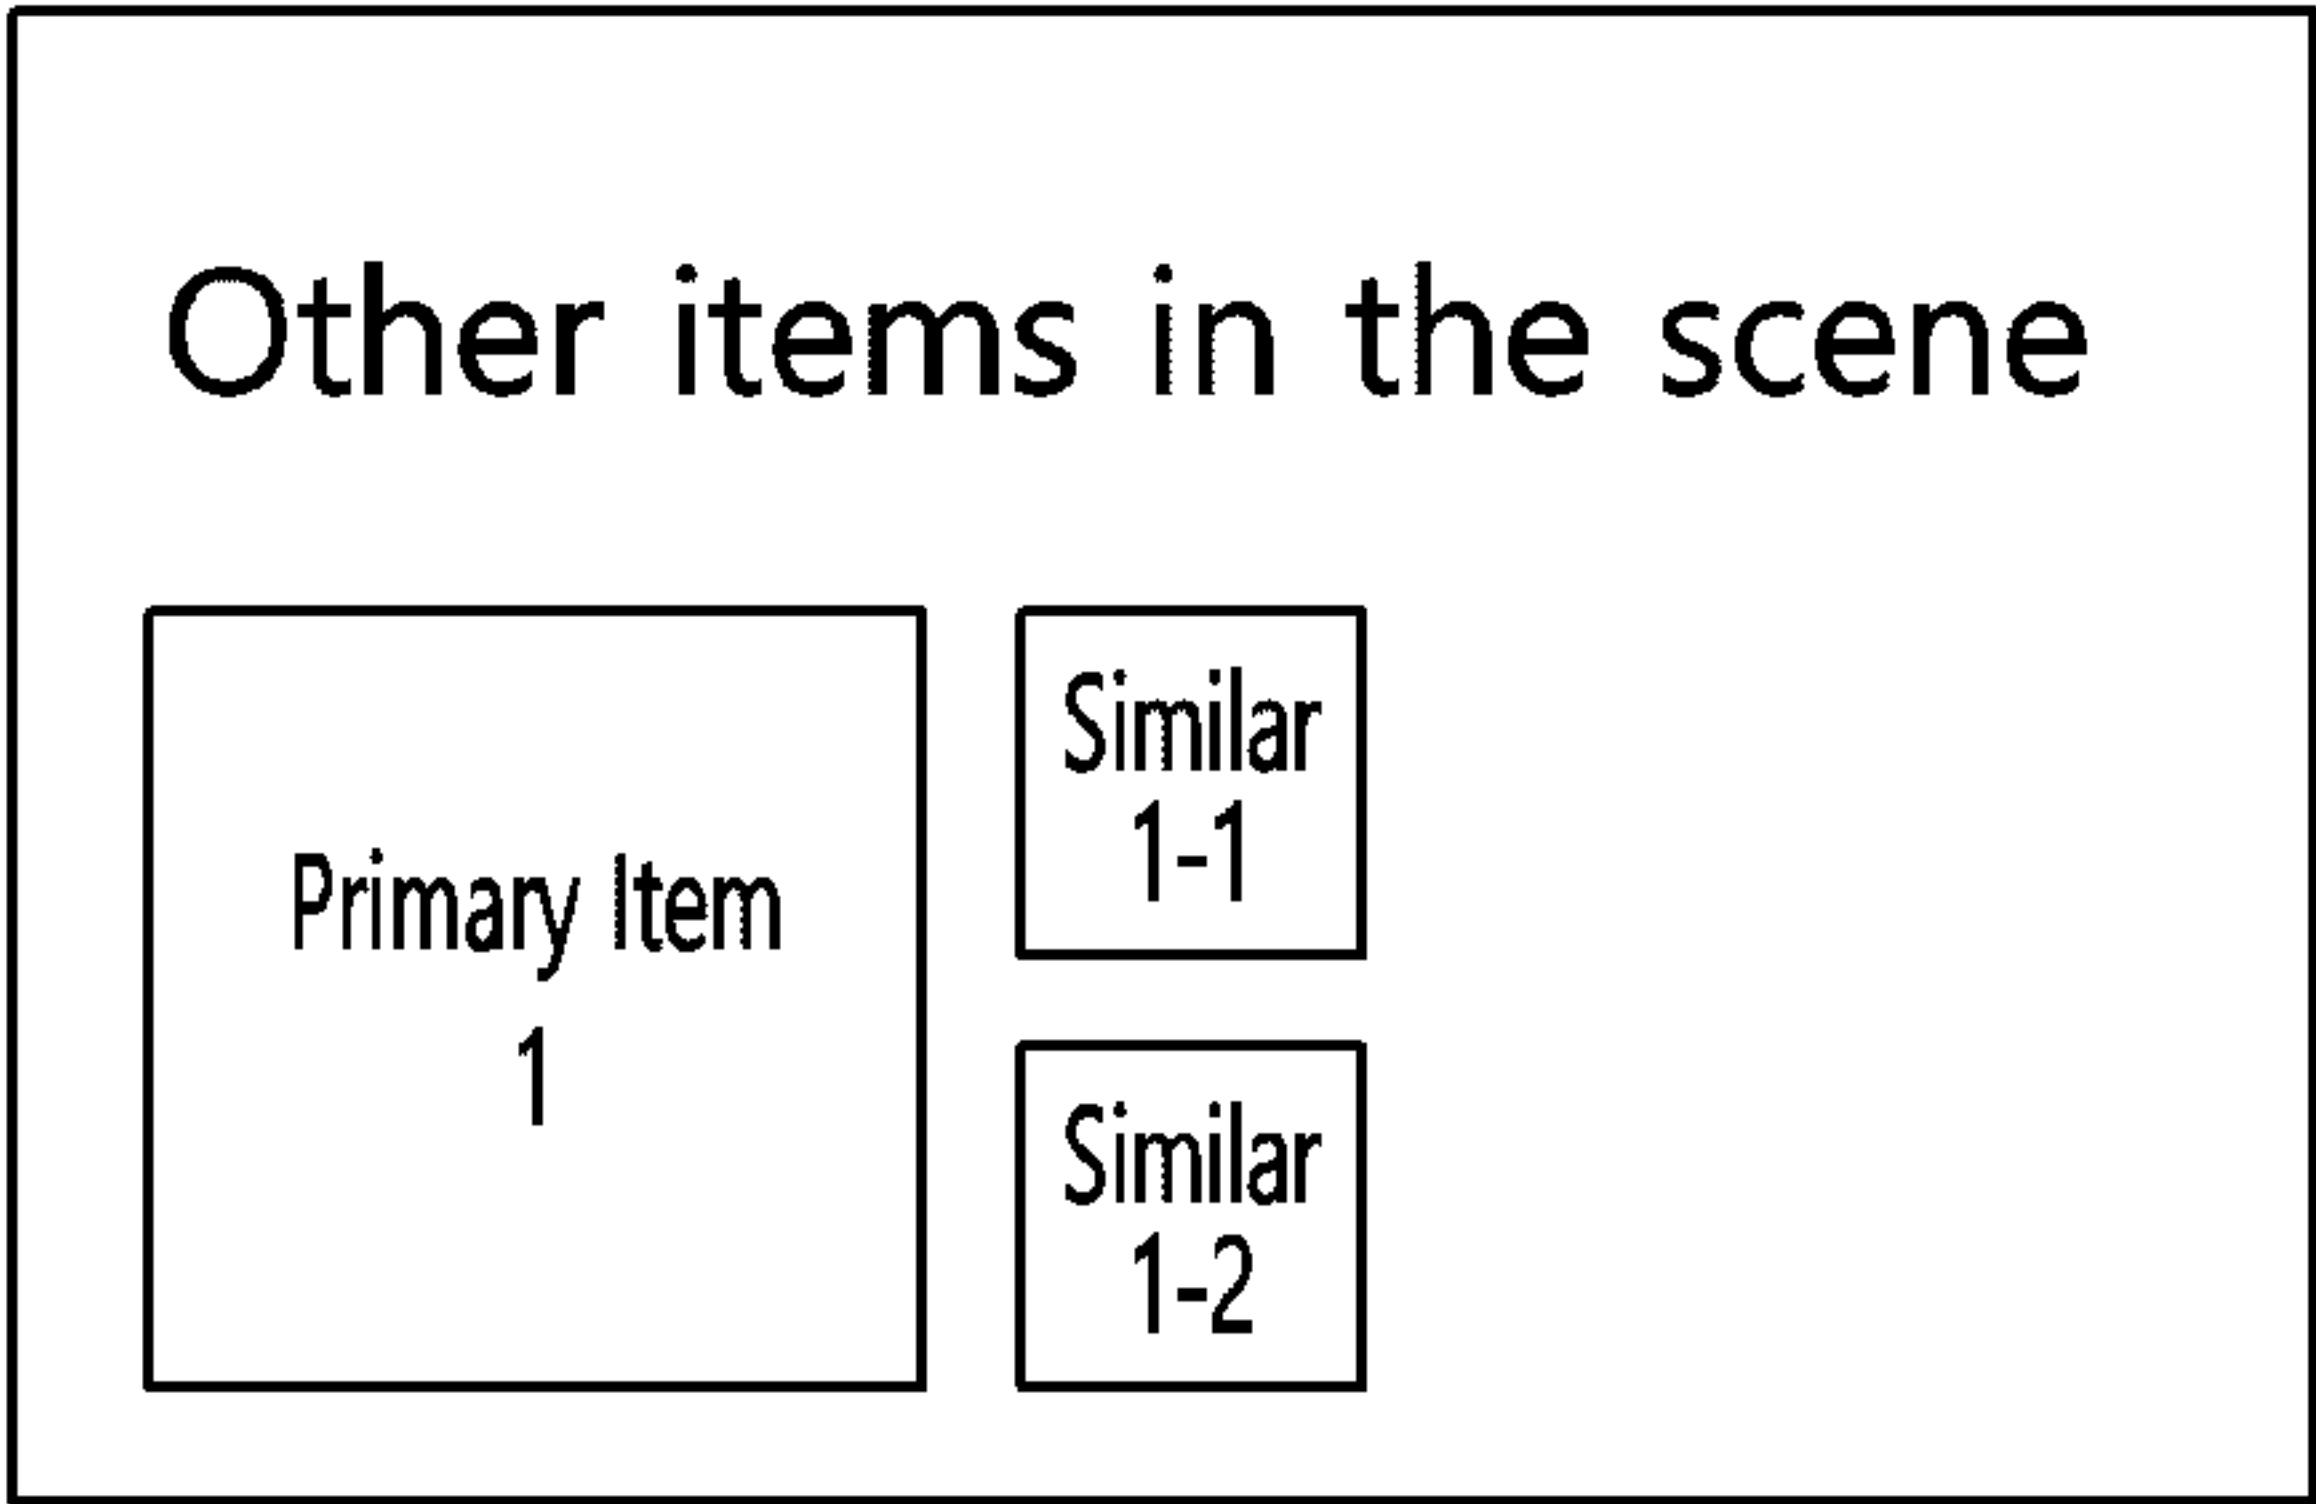 Other items in the scene
Primary Item
1
Similar
1-1
Similar
1-2